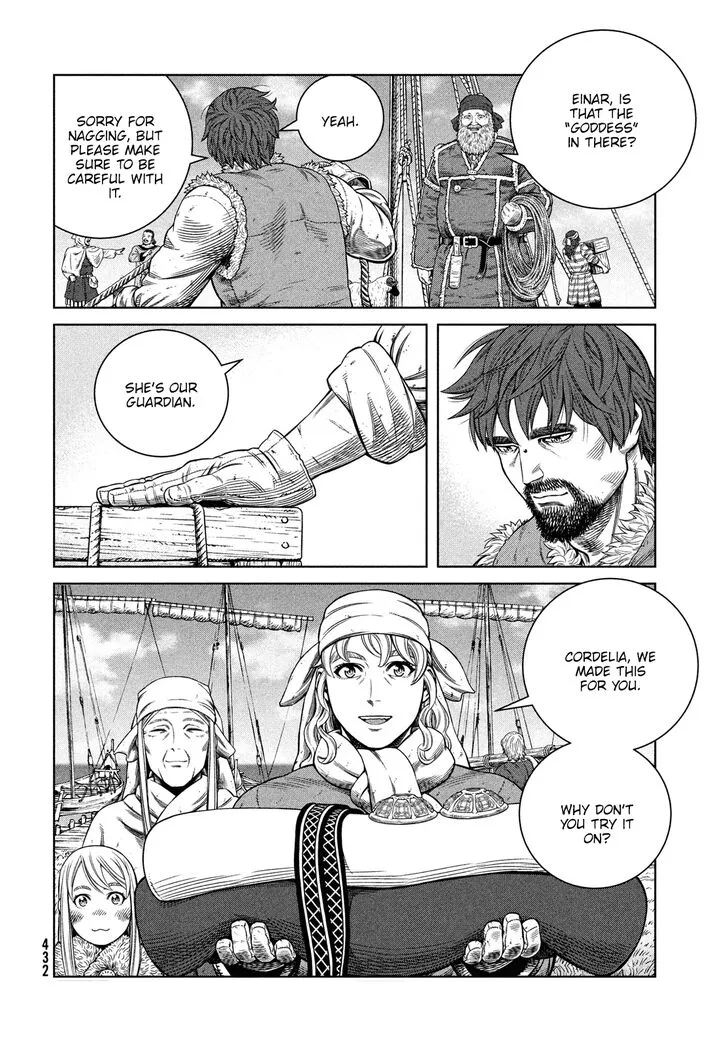 EINAR, IS
THAT THE
"GODDESS"
IN THERE?
YEAH.
SORRY FOR
NAGGING, BUT
PLEASE MAKE
SURE TO BE
CAREFUL WITH
IT.
SHE'S OUR
GUARDIAN.
CORDELIA, WE
MADE THIS
FOR YOU.
WHY DON'T
YOU TRY IT
ON?
432